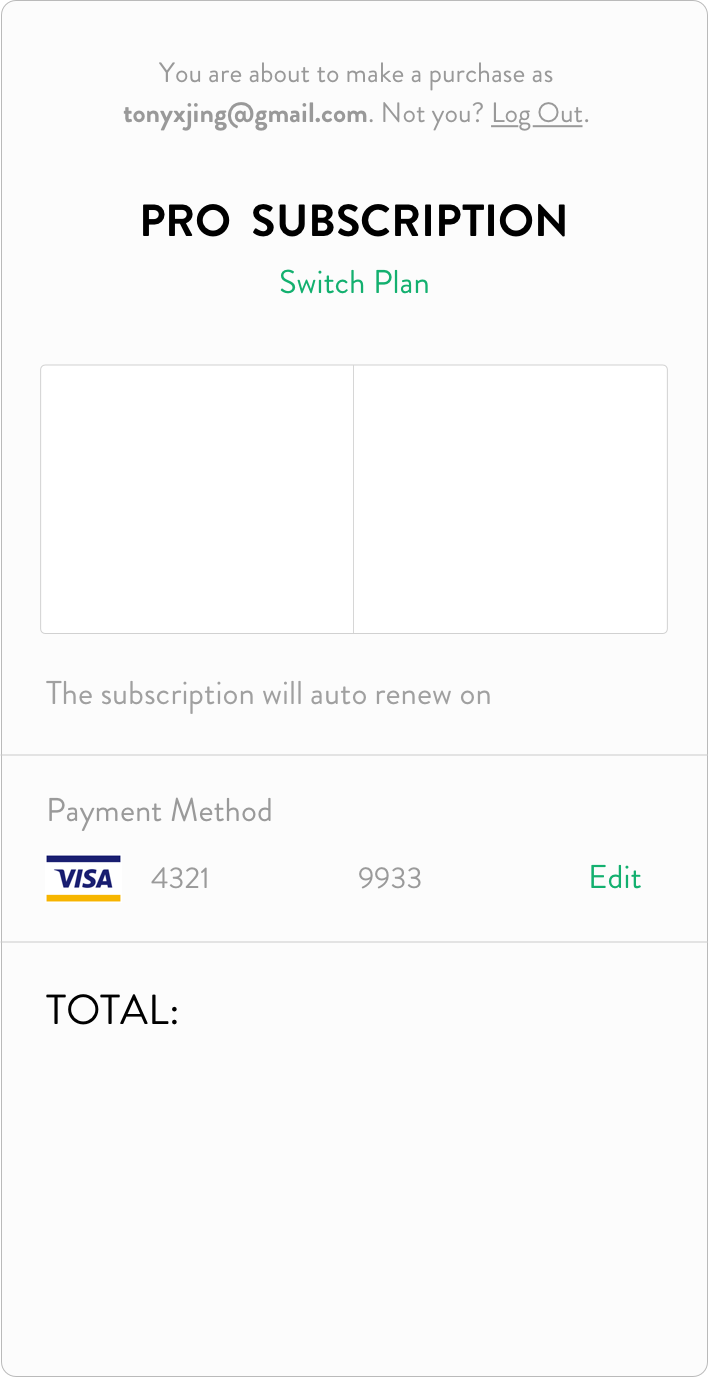 You are about to make a purchase as
tonyxjing@gmail.com. Not you? Log Out.
PRO SUBSCRIPTION
Switch Plan
The subscription will auto renew on
Payment Method
VISA 4321 9933 Edit
TOTAL: